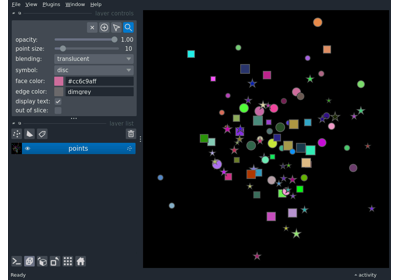 File View Plugins Window Help
layer controls
opacity: 1.00
point size: 10
blending: translucent
symbol: disc
face color: #cc6c9aff
edge color: dimgrey
display text:
out of slice:
layer list
points
Ready
activity